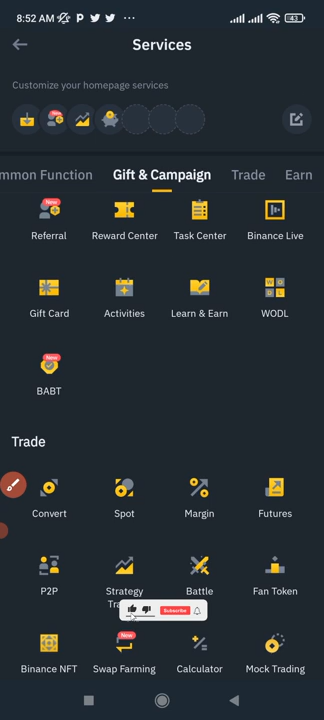 8:52 AM
43
Services
Customize your homepage services
mmon Function Gift & Campaign Trade Earn
New
New
Referral Reward Center Task Center Binance Live
W O
D L
Gift Card Activities Learn & Earn WODL
New
BABT
Trade
Convert Spot Margin Futures
P2P Strategy Battle Fan Token
Subscribe
New
Binance NFT Swap Farming Calculator Mock Trading